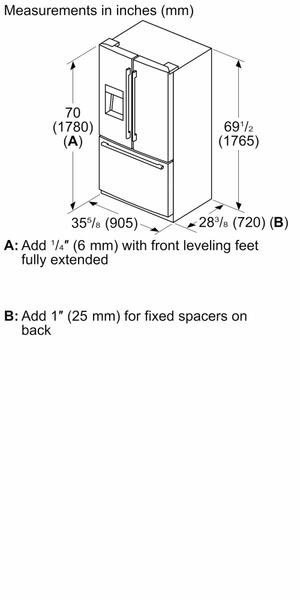 Measurements in inches (mm)
70
(1780)
(A)
69 1/2
(1765)
35 5/8 (905)
28 3/8 (720) (B)
A: Add 1/4″ (6 mm) with front leveling feet
fully extended
B: Add 1″ (25 mm) for fixed spacers on
back